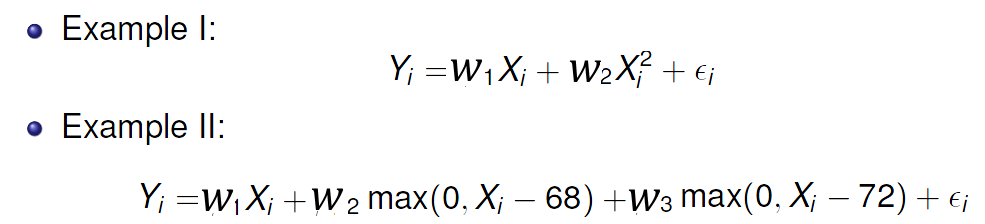 Example I:
Yᵢ =w₁Xᵢ + w₂Xᵢ² + ϵᵢ
Example II:
Yᵢ =w₁Xᵢ + w₂ max(0, Xᵢ − 68) +w₃ max(0, Xᵢ − 72) + ϵᵢ